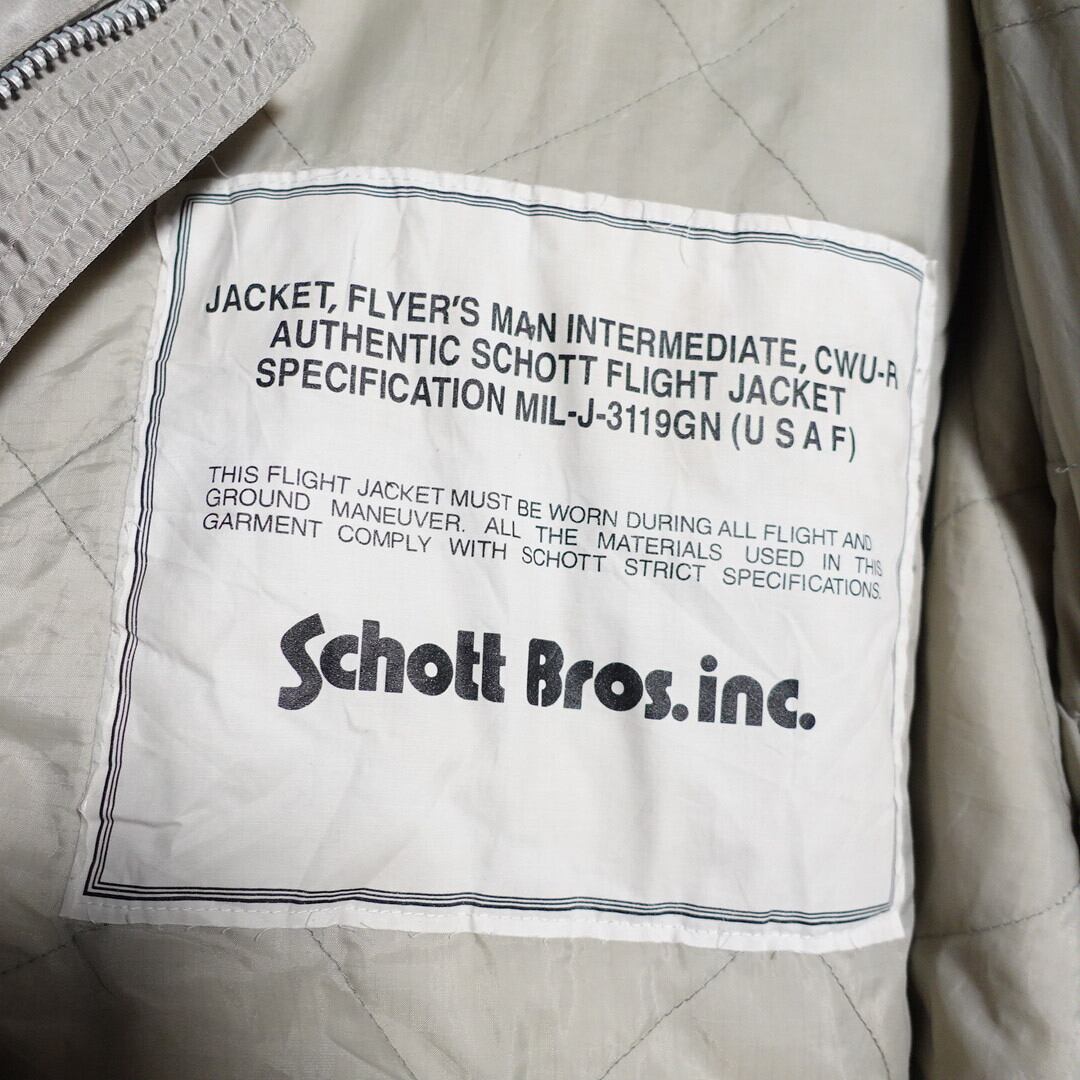 JACKET, FLYER'S MAN INTERMEDIATE, CWU-R
AUTHENTIC SCHOTT FLIGHT JACKET
SPECIFICATION MIL-J-3119GN (U S A F)
THIS FLIGHT JACKET MUST BE WORN DURING ALL FLIGHT AND
GROUND MANEUVER. ALL THE MATERIALS USED IN THIS
GARMENT COMPLY WITH SCHOTT STRICT SPECIFICATIONS.
Schott Bros. inc.